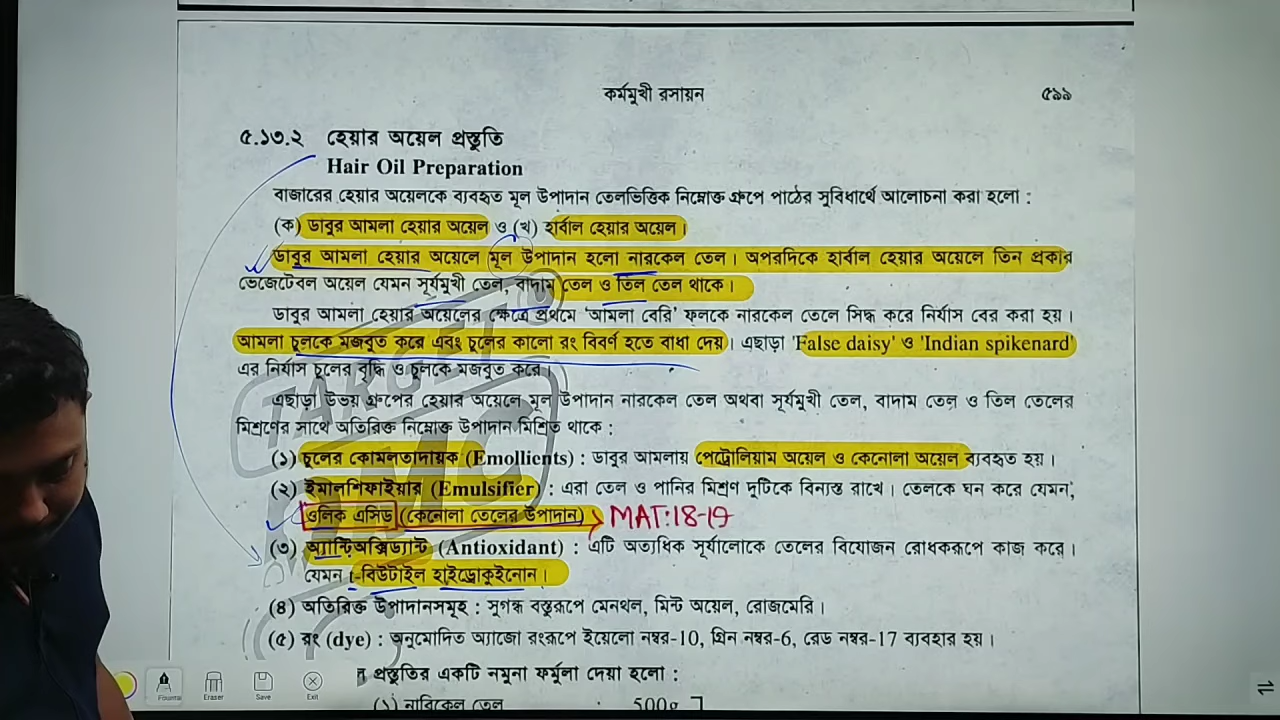 কর্মমুখী রসায়ন ৫৯৯
৫.১৩.২ হেয়ার অয়েল প্রস্তুতি
Hair Oil Preparation
বাজারের হেয়ার অয়েলকে ব্যবহৃত মূল উপাদান তেলভিত্তিক নিম্নোক্ত গ্রুপে পাঠের সুবিধার্থে আলোচনা করা হলো :
(ক) ডাবুর আমলা হেয়ার অয়েল ও (খ) হার্বাল হেয়ার অয়েল।
ডাবুর আমলা হেয়ার অয়েলে মূল উপাদান হলো নারকেল তেল। অপরদিকে হার্বাল হেয়ার অয়েলে তিন প্রকার
ভেজেটেবল অয়েল যেমন সূর্যমুখী তেল, বাদাম তেল ও তিল তেল থাকে।
ডাবুর আমলা হেয়ার অয়েলের ক্ষেত্রে প্রথমে ‘আমলা বেরি’ ফলকে নারকেল তেলে সিদ্ধ করে নির্যাস বের করা হয়।
আমলা চুলকে মজবুত করে এবং চুলের কালো রং বিবর্ণ হতে বাধা দেয়। এছাড়া 'False daisy' ও 'Indian spikenard'
এর নির্যাস চুলের বৃদ্ধি ও চুলকে মজবুত করে।
এছাড়া উভয় গ্রুপের হেয়ার অয়েলে মূল উপাদান নারকেল তেল অথবা সূর্যমুখী তেল, বাদাম তেল ও তিল তেলের
মিশ্রণের সাথে অতিরিক্ত নিম্নোক্ত উপাদান মিশ্রিত থাকে :
(১) চুলের কোমলতাদায়ক (Emollients) : ডাবুর আমলায় পেট্রোলিয়াম অয়েল ও কেনোলা অয়েল ব্যবহৃত হয়।
(২) ইমালশিফাইয়ার (Emulsifier) : এরা তেল ও পানির মিশ্রণ দুটিকে বিন্যস্ত রাখে। তেলকে ঘন করে যেমন,
ওলিক এসিড (কেনোলা তেলের উপাদান) MAT:18-19
(৩) অ্যান্টিঅক্সিড্যান্ট (Antioxidant) : এটি অত্যধিক সূর্যালোকে তেলের বিযোজন রোধকরূপে কাজ করে।
যেমন t-বিউটাইল হাইড্রোকুইনোন।
(৪) অতিরিক্ত উপাদানসমূহ : সুগন্ধ বস্তুরূপে মেনথল, মিন্ট অয়েল, রোজমেরি।
(৫) রং (dye) : অনুমোদিত অ্যাজো রংরূপে ইয়েলো নম্বর-10, গ্রিন নম্বর-6, রেড নম্বর-17 ব্যবহার হয়।
প্রস্তুতির একটি নমুনা ফর্মুলা দেয়া হলো :
(১) নারিকেল তেল : 500g
TARGET
Eraser Save Exit